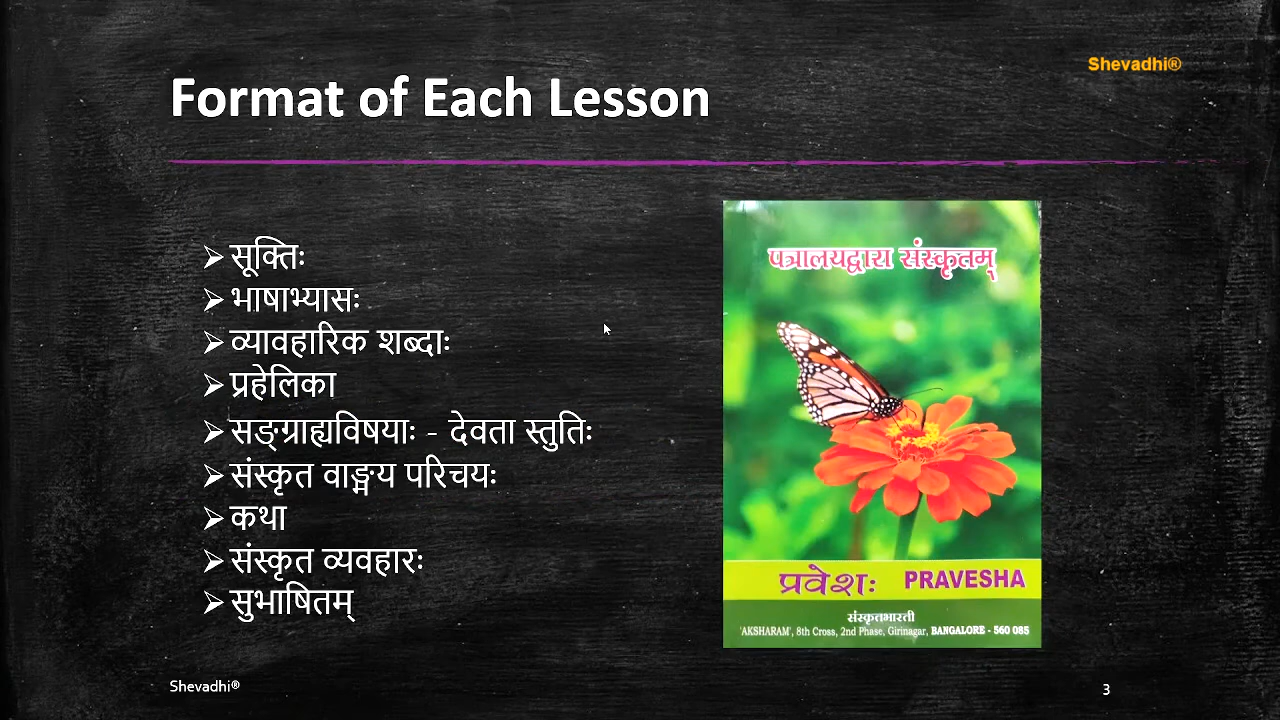 Shevadhi®
Format of Each Lesson
सूक्तिः
भाषाभ्यासः
व्यावहारिक शब्दाः
प्रहेलिका
सङ्ग्राह्यविषयाः - देवता स्तुतिः
संस्कृत वाङ्मय परिचयः
कथा
संस्कृत व्यवहारः
सुभाषितम्
पत्रालयद्वारा संस्कृतम्
प्रवेशः PRAVESHA
संस्कृतभारती
'AKSHARAM', 8th Cross, 2nd Phase, Girinagar, BANGALORE - 560 085
Shevadhi®
3